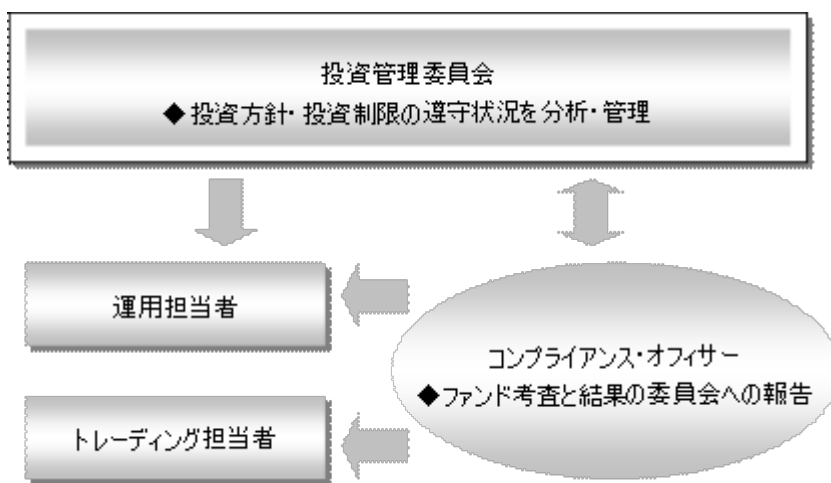 投資管理委員会
◆投資方針・投資制限の遵守状況を分析・管理
運用担当者
コンプライアンス・オフィサー
◆ファンド考査と結果の委員会への報告
トレーディング担当者